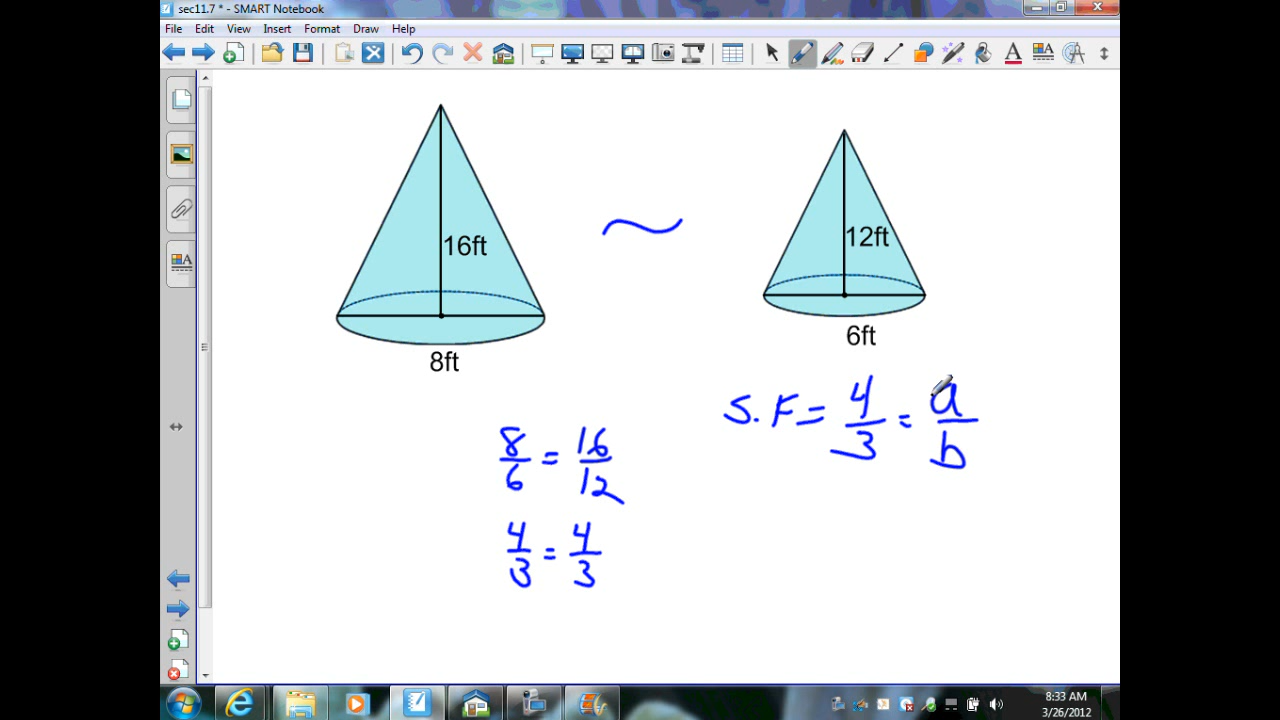 sec11.7 * - SMART Notebook
File Edit View Insert Format Draw Help
16ft
8ft
~
12ft
6ft
S.F = 4/3 = a/b
8/6 = 16/12
4/3 = 4/3
8:33 AM
3/26/2012